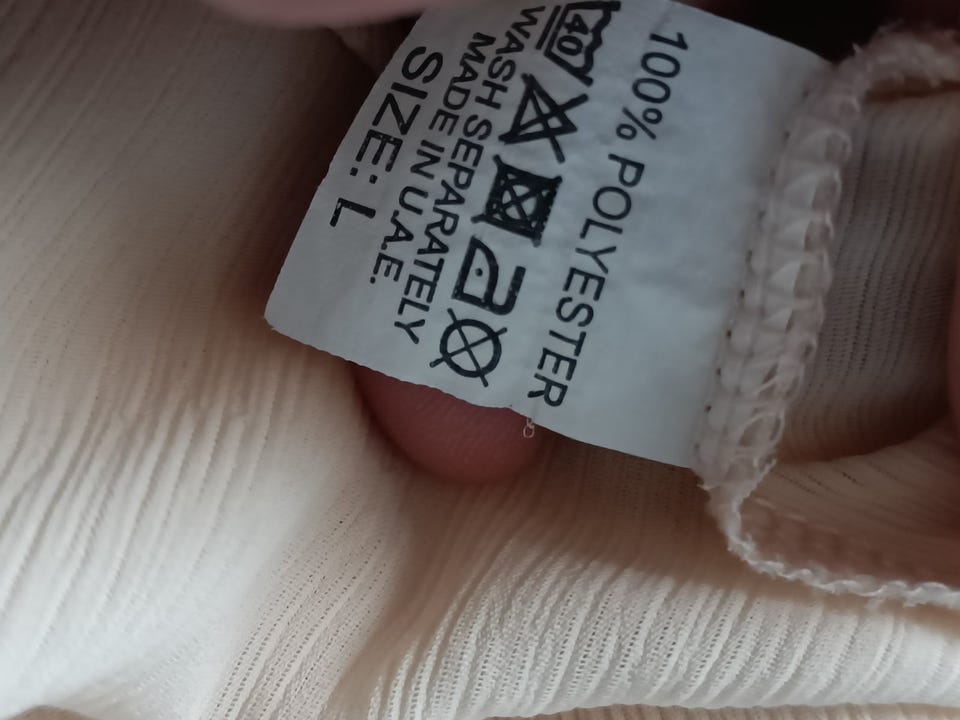 100% POLYESTER
40
WASH SEPARATELY
MADE IN U.A.E.
SIZE: L